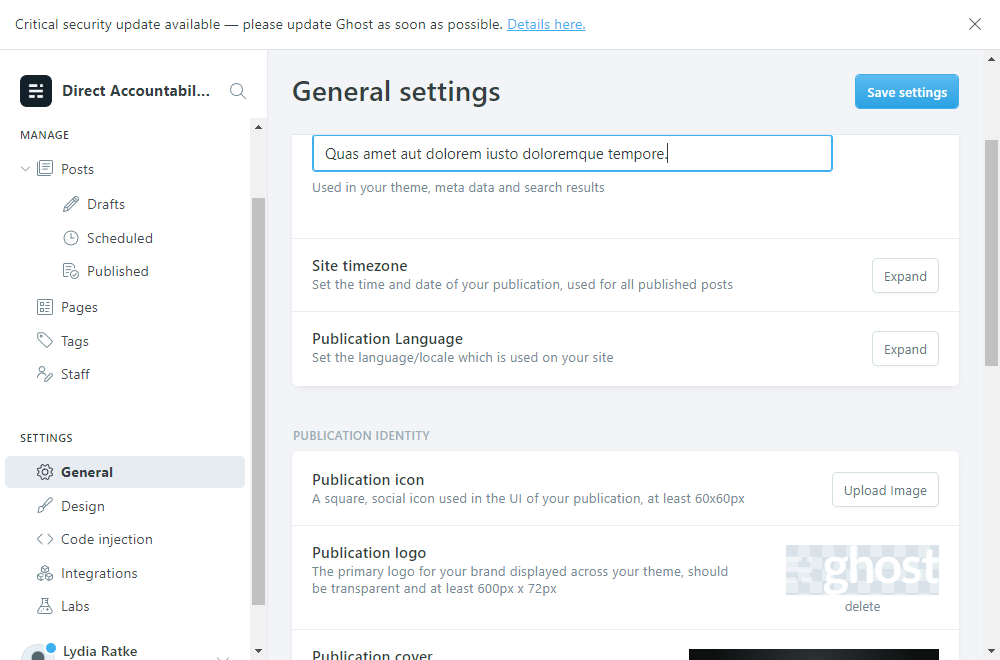 Critical security update available — please update Ghost as soon as possible. Details here.
Direct Accountabil...
General settings
Save settings
MANAGE
Posts
Drafts
Scheduled
Published
Pages
Tags
Staff
SETTINGS
General
Design
Code injection
Integrations
Labs
Lydia Ratke
Quas amet aut dolorem iusto doloremque tempore.
Used in your theme, meta data and search results
Site timezone
Set the time and date of your publication, used for all published posts
Expand
Publication Language
Set the language/locale which is used on your site
Expand
PUBLICATION IDENTITY
Publication icon
A square, social icon used in the UI of your publication, at least 60x60px
Upload Image
Publication logo
The primary logo for your brand displayed across your theme, should
be transparent and at least 600px x 72px
ghost
delete
Publication cover